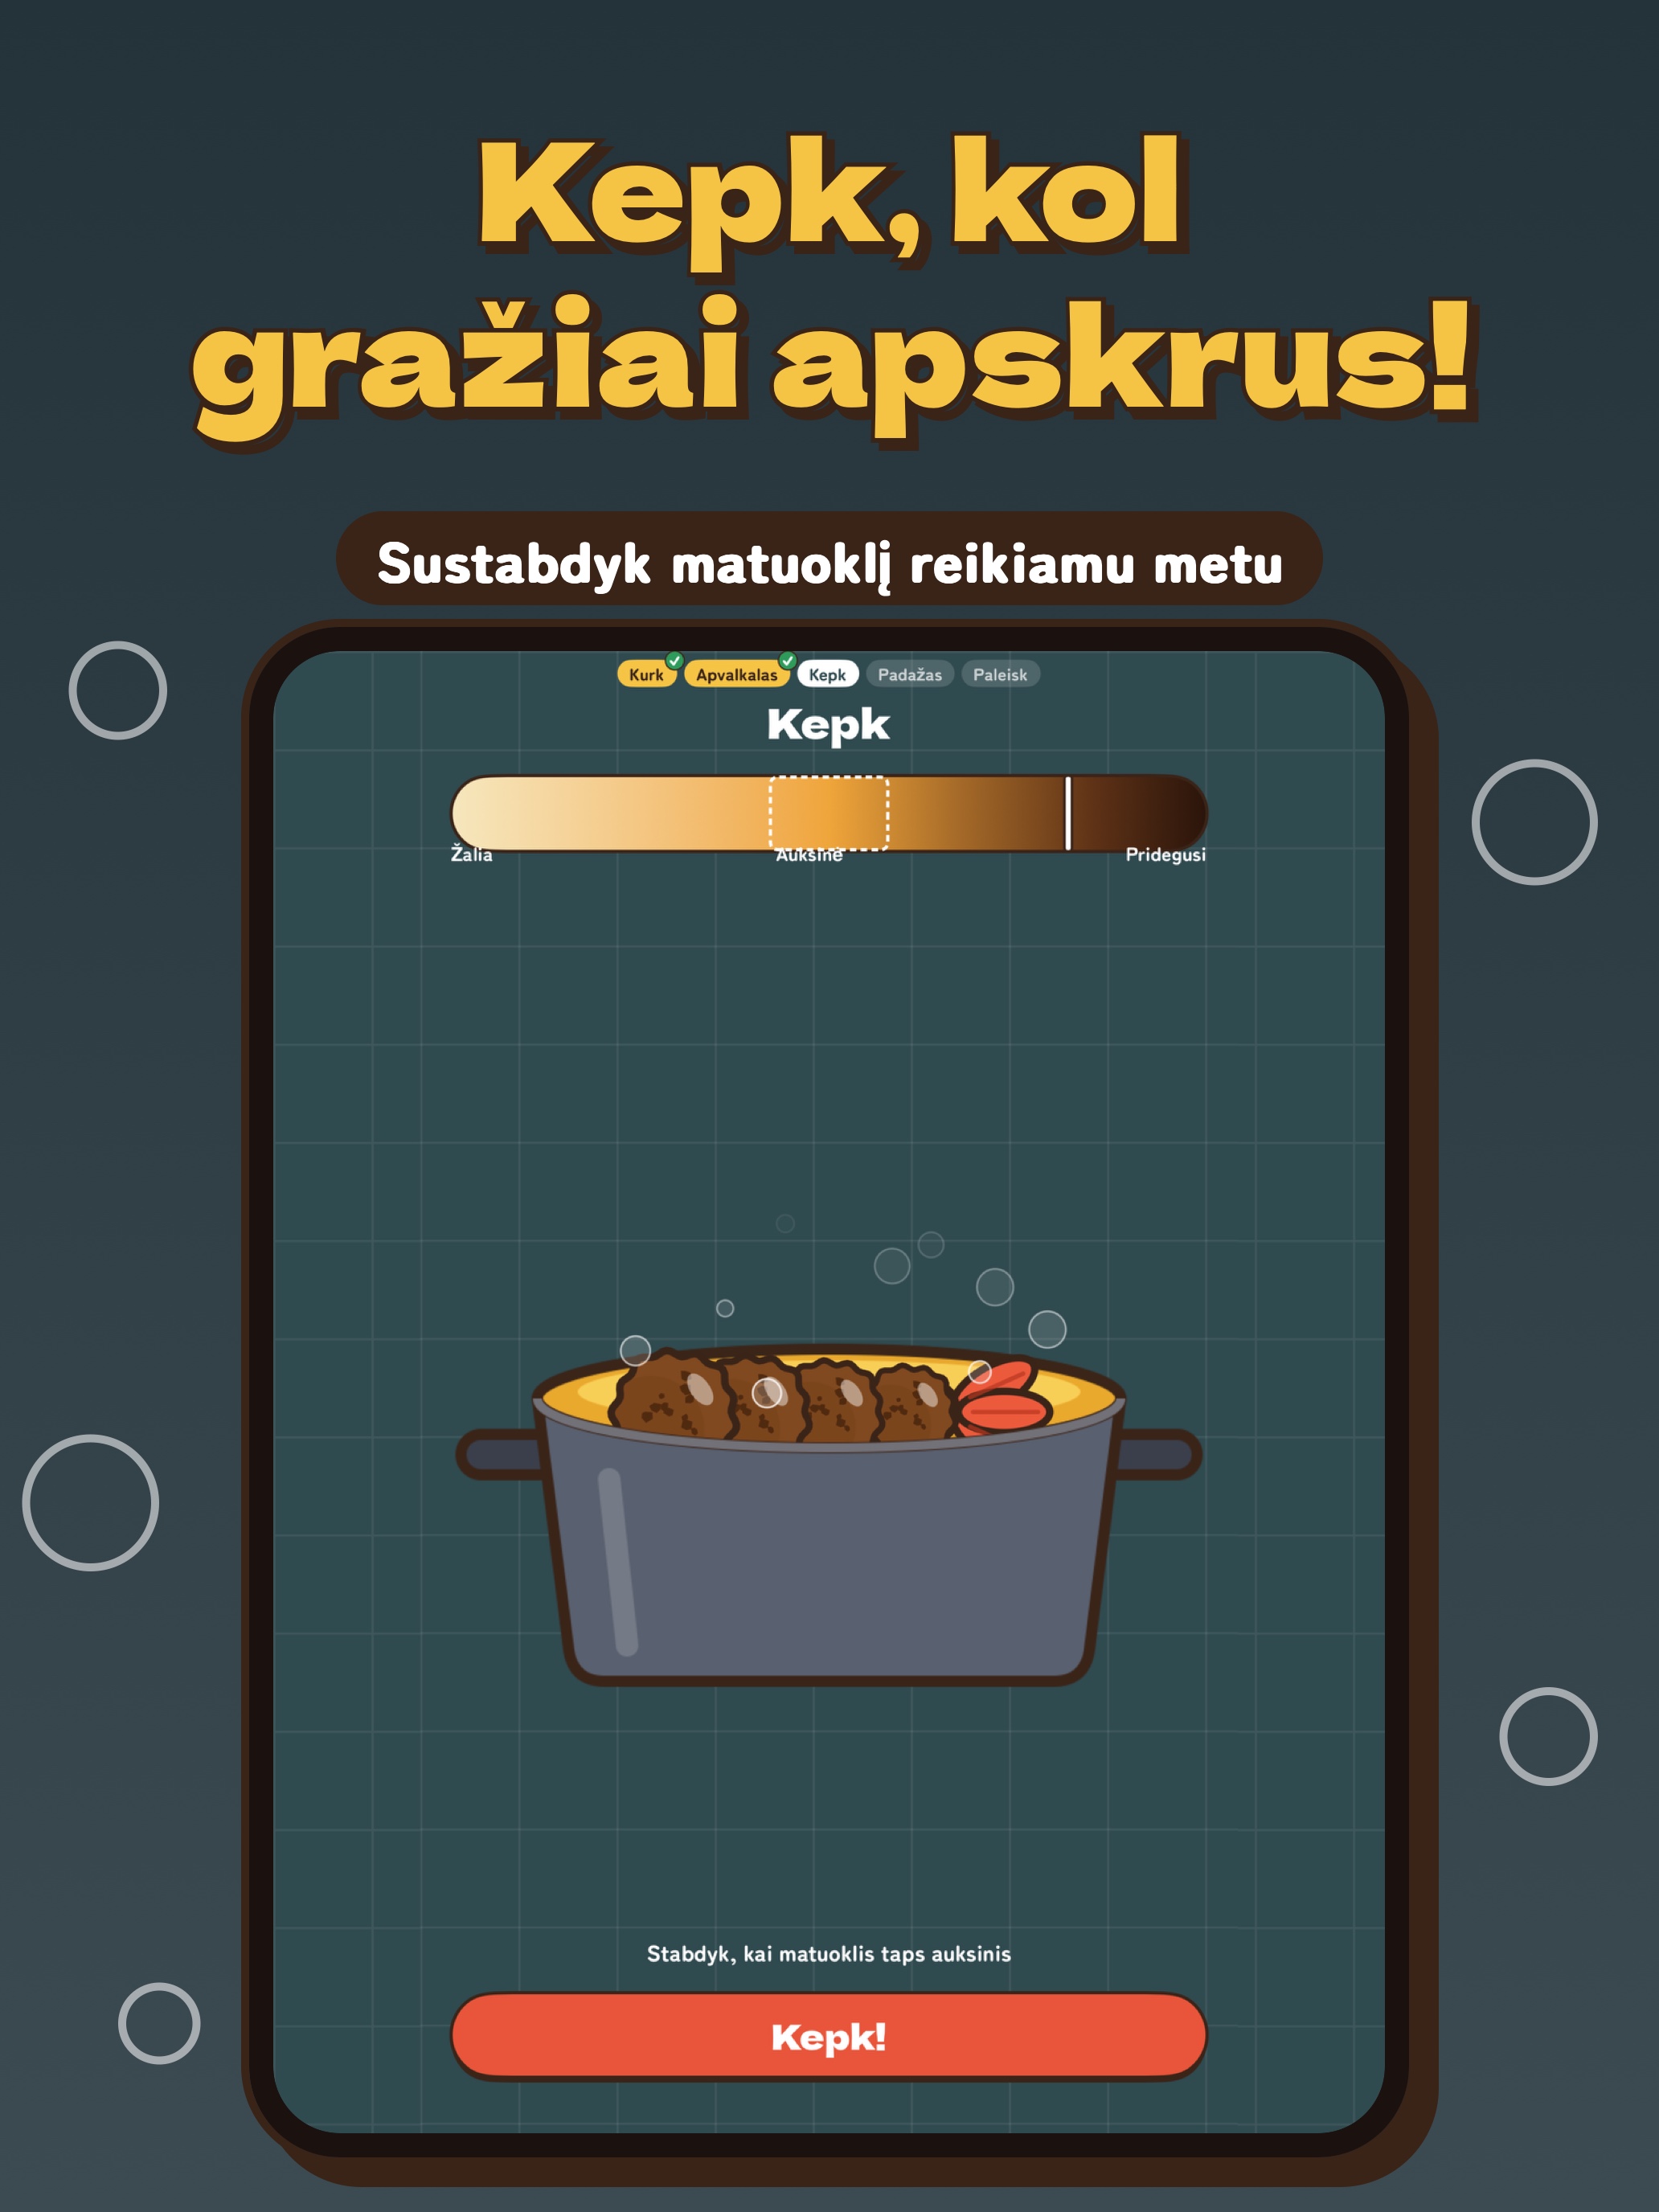 Kepk, kol
gražiai apskrus!
Sustabdyk matuoklį reikiamu metu
Kurk Apvalkalas Kepk Padažas Paleisk
Kepk
Žalia Auksinė Pridegusi
Stabdyk, kai matuoklis taps auksinis
Kepk!